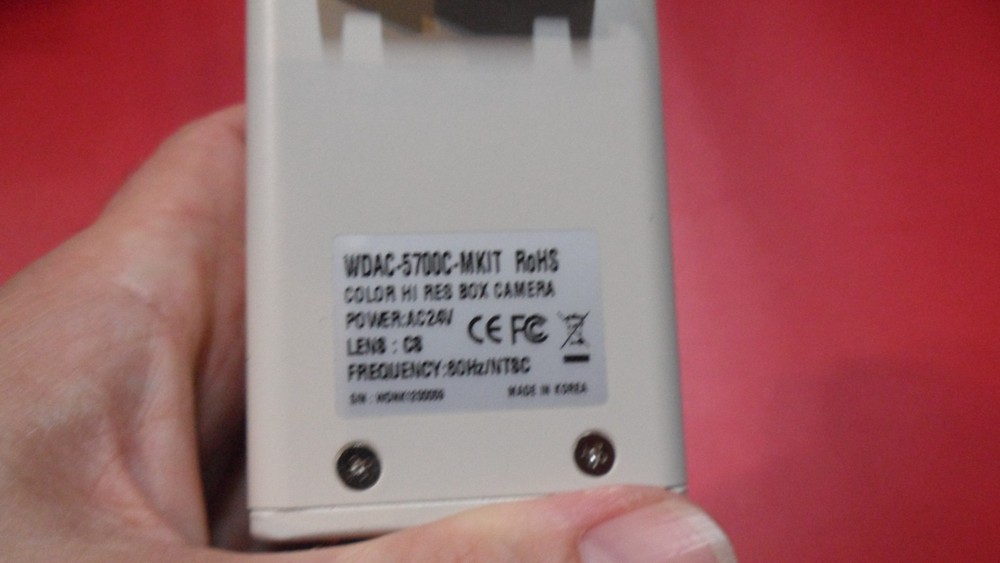 WDAC-5700C-MKIT RoHS
COLOR HI RES BOX CAMERA
POWER:AC24V
CE FC
LENS : CS
FREQUENCY:60Hz/NTSC
S/N :
MADE IN KOREA